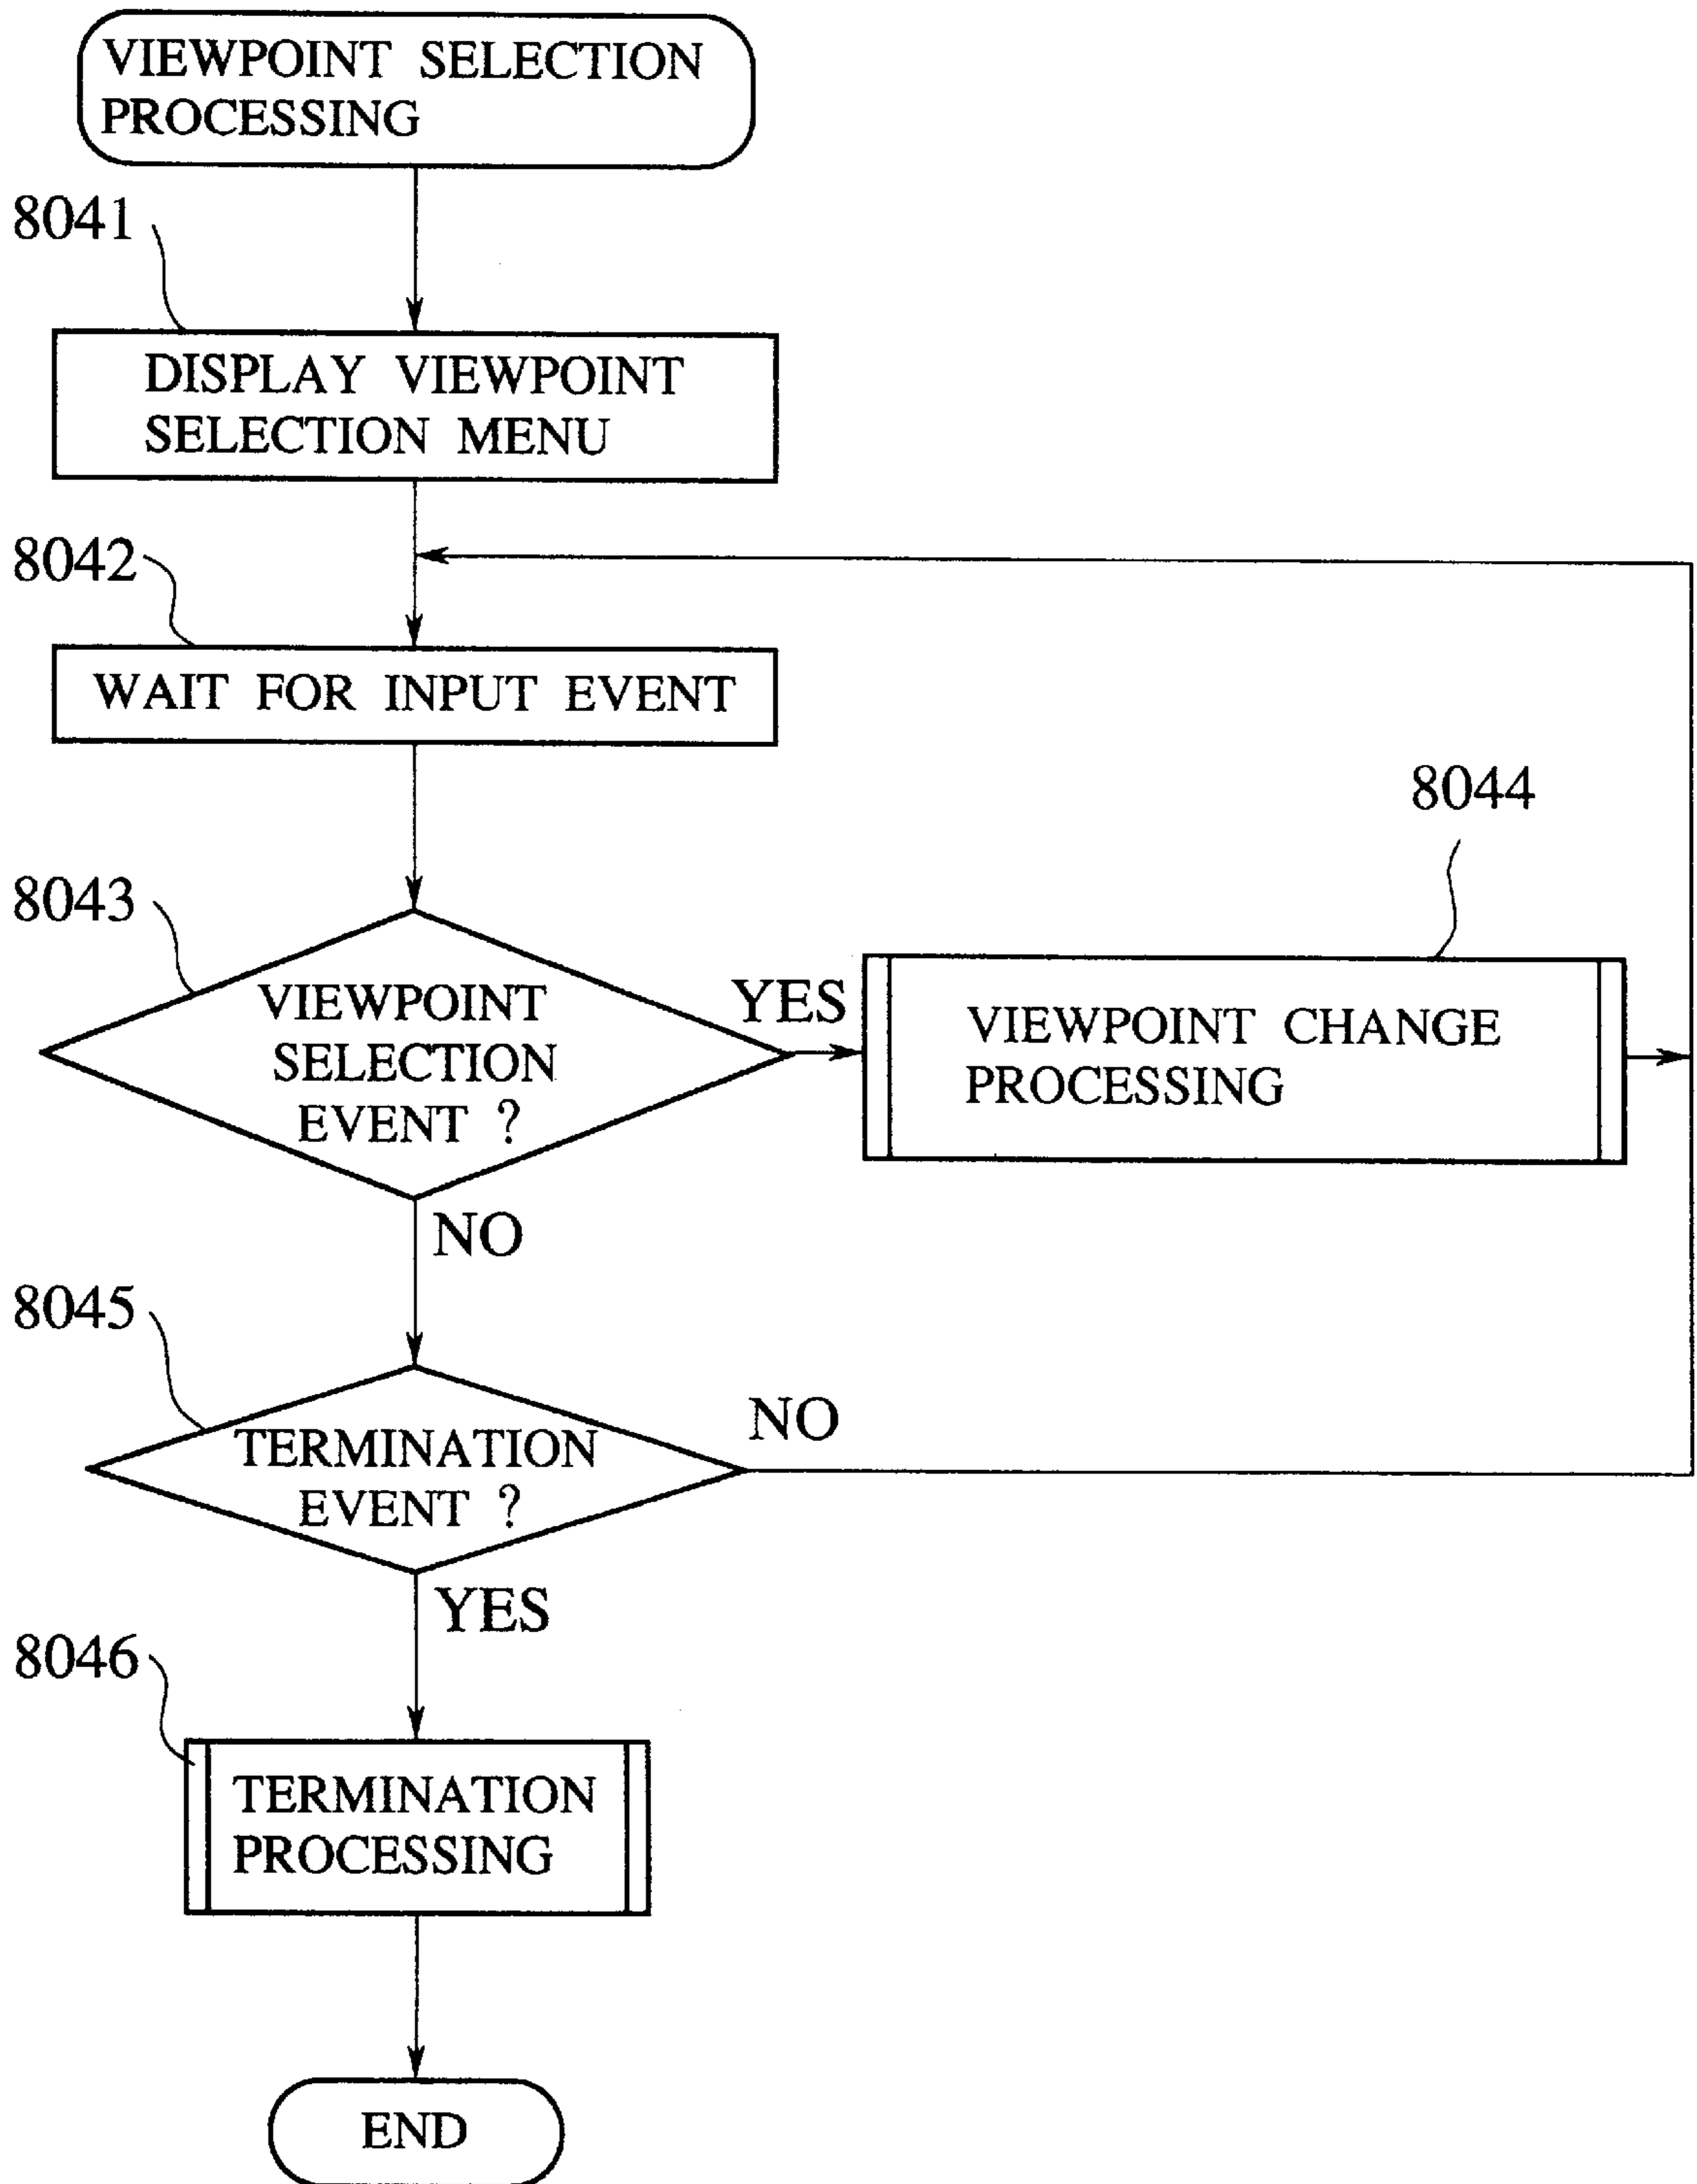 VIEWPOINT SELECTION
PROCESSING
8041
DISPLAY VIEWPOINT
SELECTION MENU
8042
WAIT FOR INPUT EVENT
8043
VIEWPOINT
SELECTION
EVENT ?
YES
8044
VIEWPOINT CHANGE
PROCESSING
NO
8045
TERMINATION
EVENT ?
NO
YES
8046
TERMINATION
PROCESSING
END